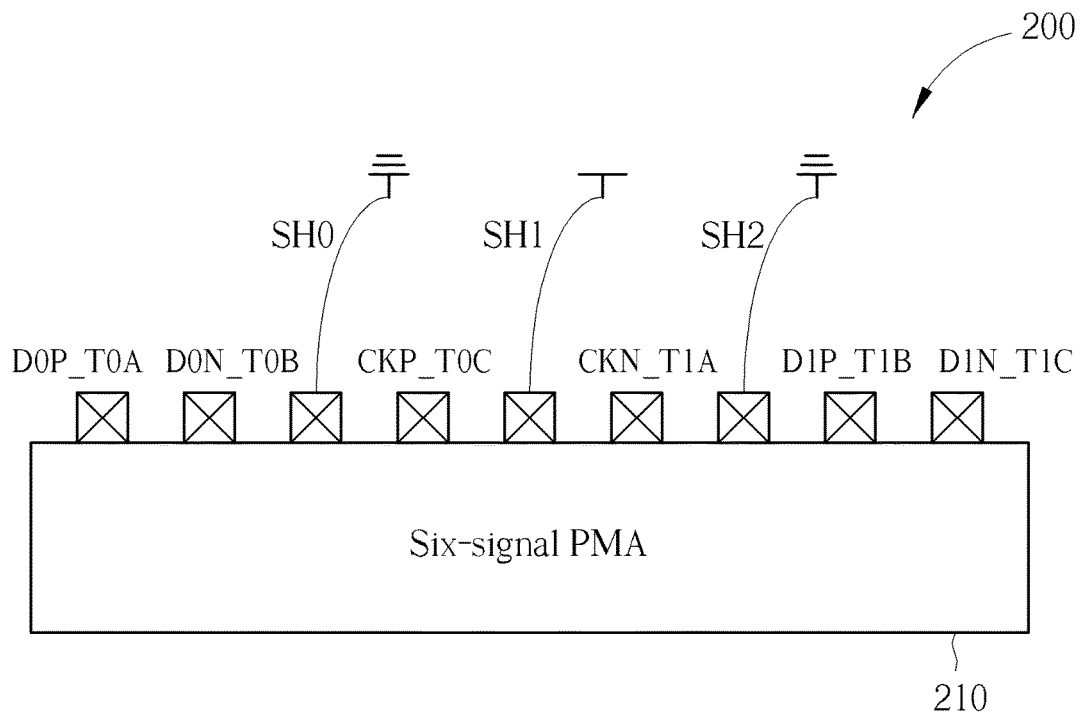 200
SH0 SH1 SH2
D0P_T0A D0N_T0B CKP_T0C CKN_T1A D1P_T1B D1N_T1C
Six-signal PMA
210